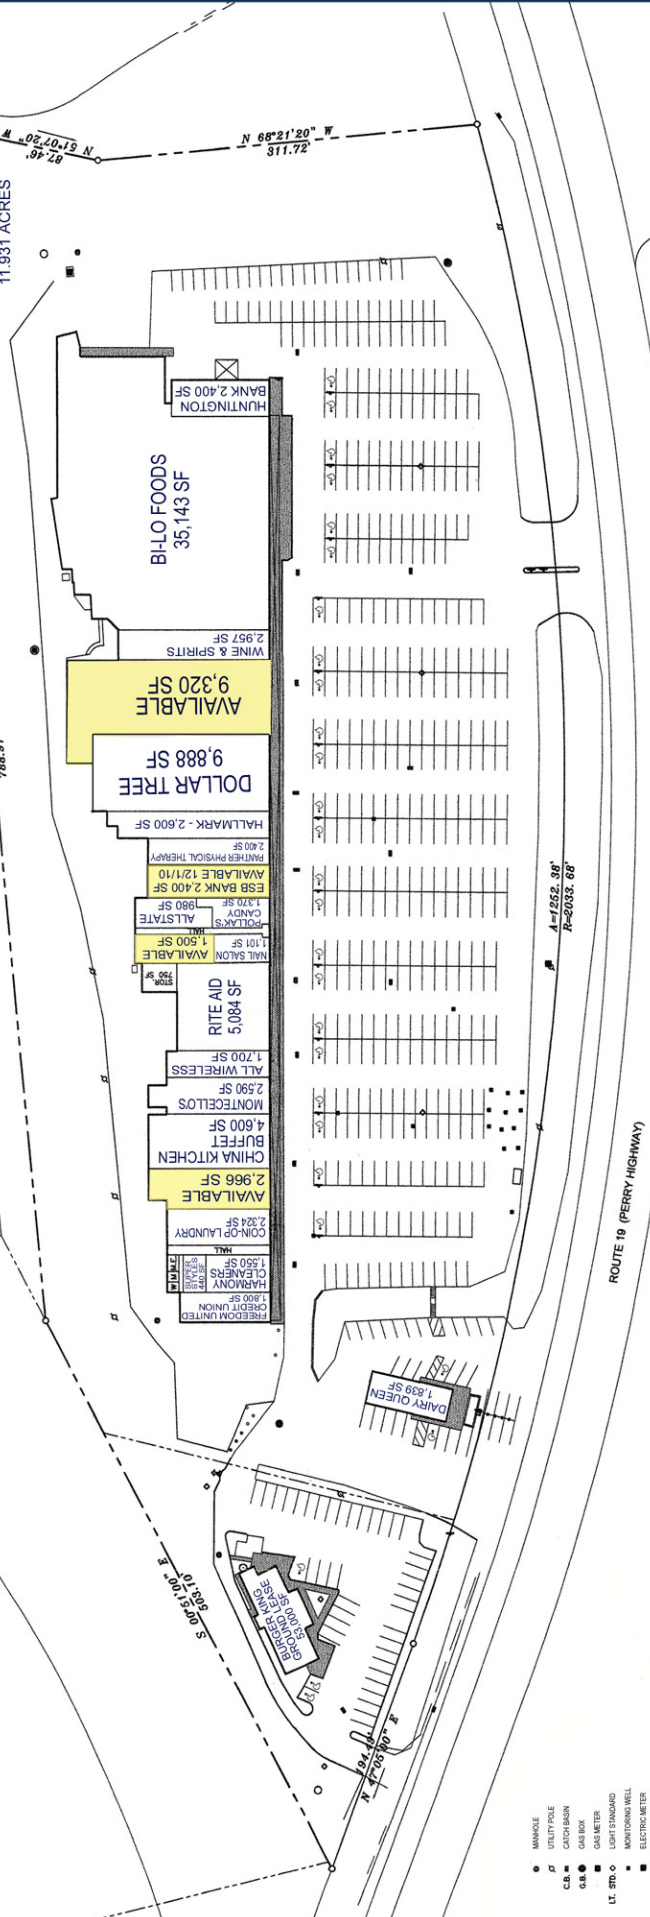 N 51°07'20" W
87.46'
N 68°21'20" W
311.72'
11.931 ACRES
HUNTINGTON
BANK 2,400 SF
BI-LO FOODS
35,143 SF
WINE & SPIRITS
2,957 SF
AVAILABLE
9,320 SF
788.91
DOLLAR TREE
9,888 SF
HALLMARK - 2,600 SF
PANTHER PHYSICAL THERAPY
2,400 SF
ESB BANK 2,400 SF
AVAILABLE 12/1/10
ALLSTATE
980 SF
POLLAK'S
CANDY
1,370 SF
HALL
AVAILABLE
1,500 SF
NAIL SALON
1,101 SF
STOR.
750 SF
RITE AID
5,084 SF
A=1252.38'
R=2033.68'
ALL WIRELESS
1,700 SF
MONTECELLO'S
2,590 SF
CHINA KITCHEN
BUFFET
4,600 SF
AVAILABLE
2,966 SF
COIN-OP LAUNDRY
2,324 SF
HALL
W M M.E.
SUPER
STYLES
440 SF
HARMONY
CLEANERS
1,550 SF
FREEDOM UNITED
CREDIT UNION
1,800 SF
ROUTE 19 (PERRY HIGHWAY)
DAIRY QUEEN
1,839 SF
S 00°51'00" E
503.10'
BURGER KING
GROUND LEASE
53,000 SF
194.49'
N 47°05'00" E
MANHOLE
UTILITY POLE
C.B. CATCH BASIN
G.B. GAS BOX
GAS METER
LT. STD. LIGHT STANDARD
MONITORING WELL
ELECTRIC METER